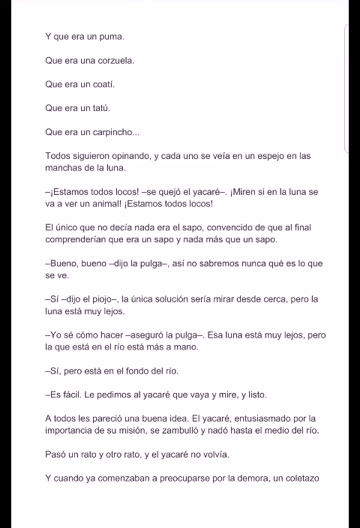 Y que era un puma.
Que era una corzuela.
Que era un coatí.
Que era un tatú.
Que era un carpincho...
Todos siguieron opinando, y cada uno se veía en un espejo en las
manchas de la luna.
–¡Estamos todos locos! –se quejó el yacaré–. ¡Miren si en la luna se
va a ver un animal! ¡Estamos todos locos!
El único que no decía nada era el sapo, convencido de que al final
comprenderían que era un sapo y nada más que un sapo.
–Bueno, bueno –dijo la pulga–, así no sabremos nunca qué es lo que
se ve.
–Sí –dijo el piojo–, la única solución sería mirar desde cerca, pero la
luna está muy lejos.
–Yo sé cómo hacer –aseguró la pulga–. Esa luna está muy lejos, pero
la que está en el río está más a mano.
–Sí, pero está en el fondo del río.
–Es fácil. Le pedimos al yacaré que vaya y mire, y listo.
A todos les pareció una buena idea. El yacaré, entusiasmado por la
importancia de su misión, se zambulló y nadó hasta el medio del río.
Pasó un rato y otro rato, y el yacaré no volvía.
Y cuando ya comenzaban a preocuparse por la demora, un coletazo